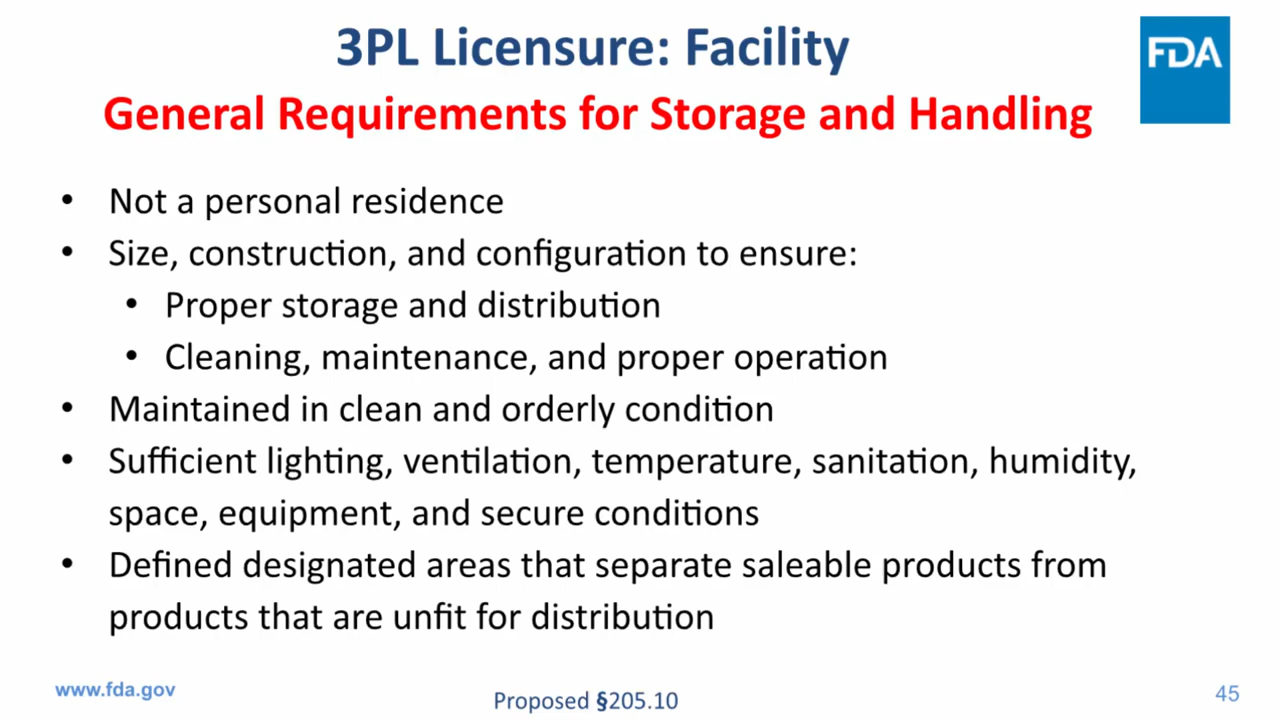 3PL Licensure: Facility
FDA
General Requirements for Storage and Handling
• Not a personal residence
• Size, construction, and configuration to ensure:
• Proper storage and distribution
• Cleaning, maintenance, and proper operation
• Maintained in clean and orderly condition
• Sufficient lighting, ventilation, temperature, sanitation, humidity,
space, equipment, and secure conditions
• Defined designated areas that separate saleable products from
products that are unfit for distribution
www.fda.gov
Proposed §205.10
45